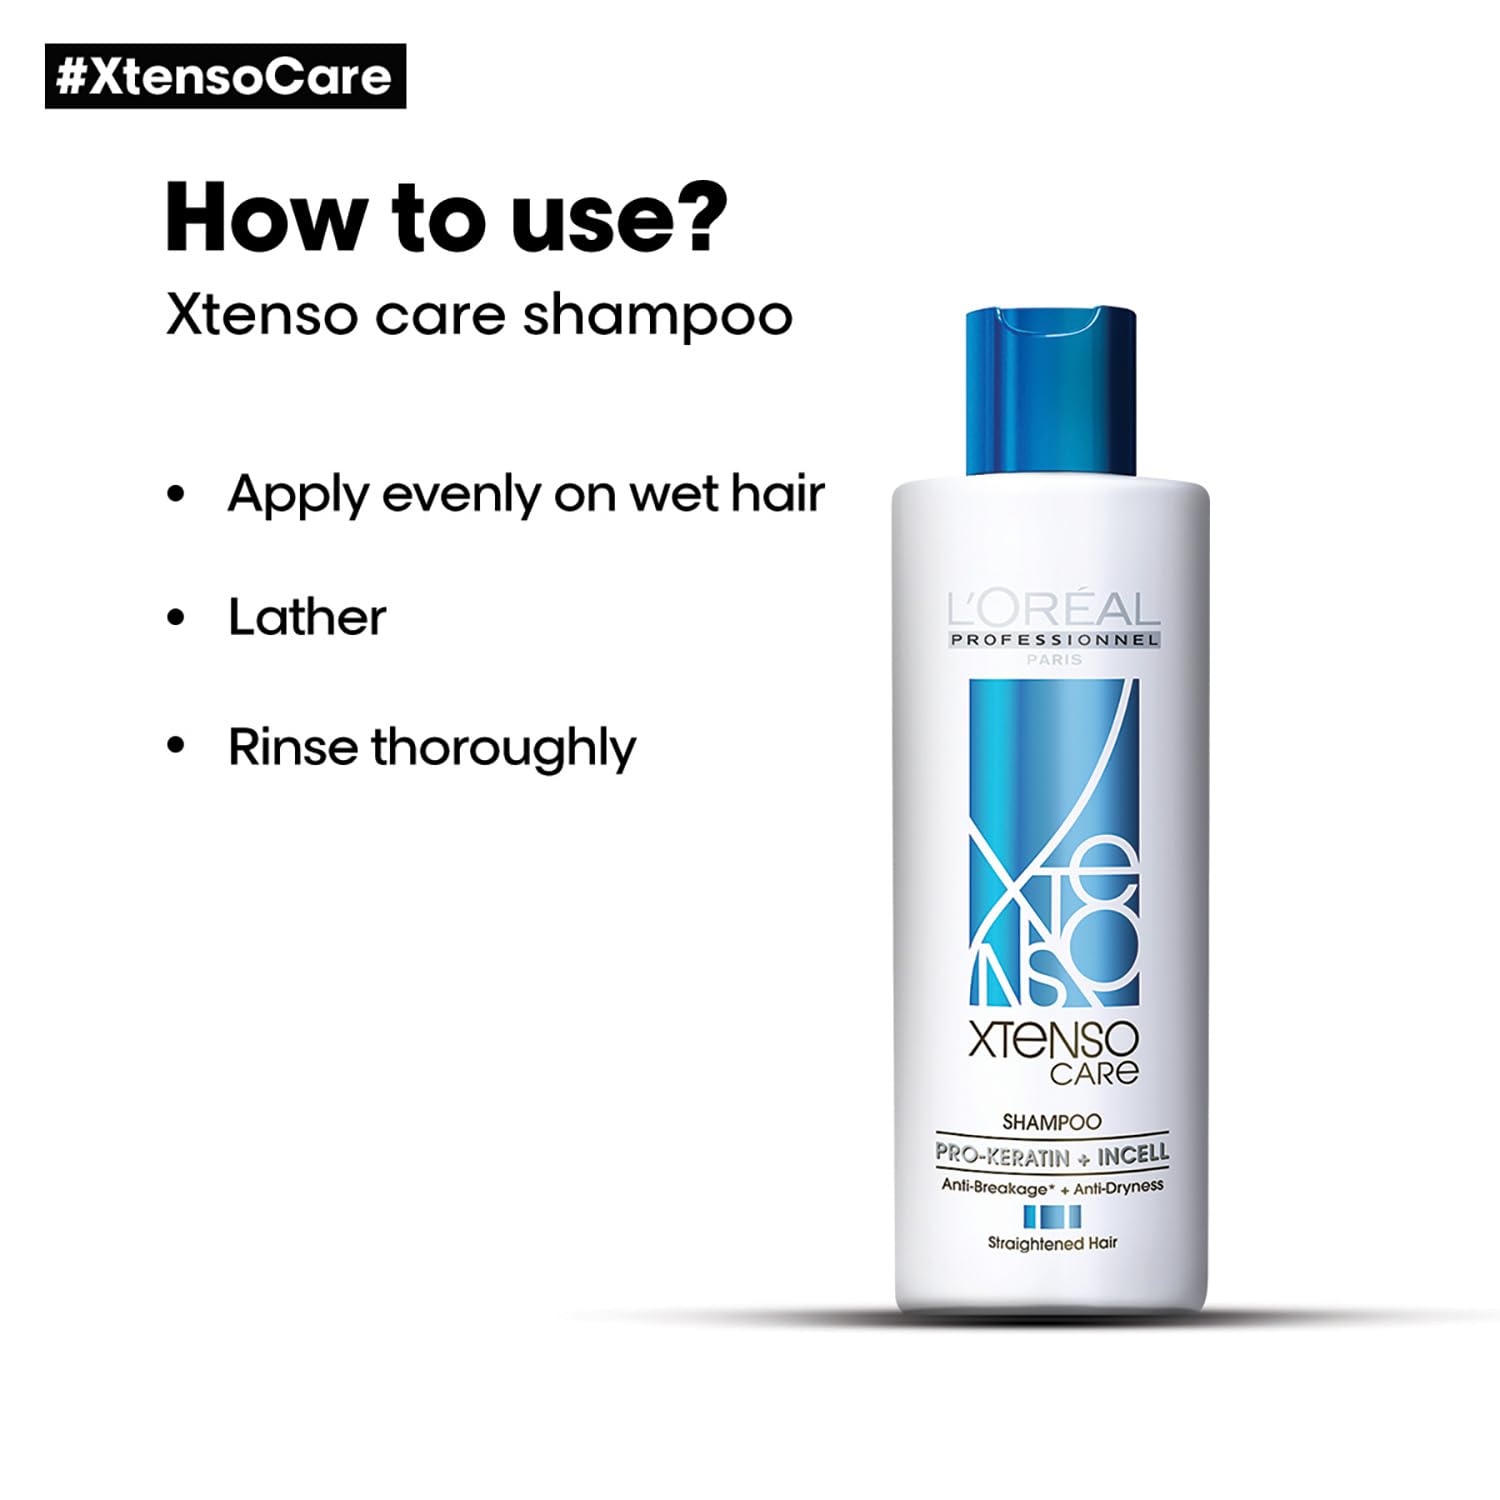 #XtensoCare
How to use?
Xtenso care shampoo
• Apply evenly on wet hair
• Lather
• Rinse thoroughly
L'ORÉAL
PROFESSIONNEL
PARIS
XTeNSO
XTeNSO
CARe
SHAMPOO
PRO-KERATIN + INCELL
Anti-Breakage* + Anti-Dryness
Straightened Hair